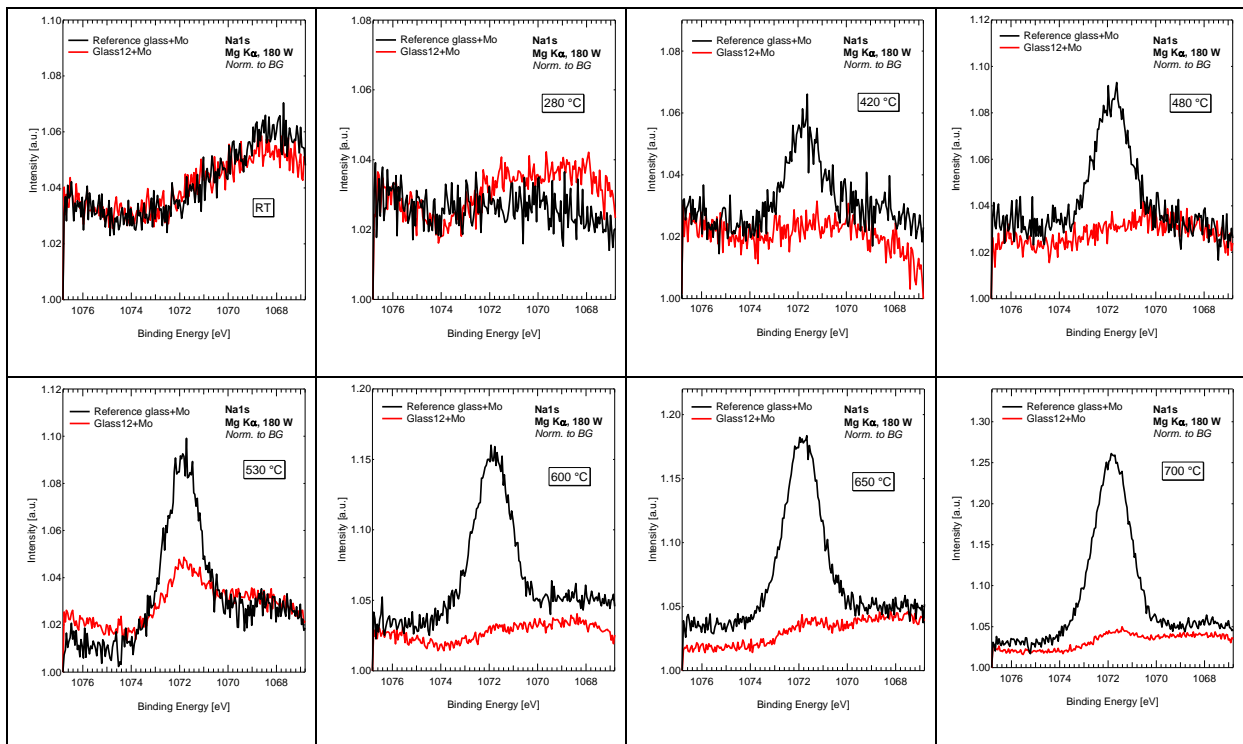 1.10
1.08
1.06
1.04
1.02
1.00
Intensity [a.u.]
Reference glass+Mo
Glass12+Mo
Na1s
Mg Kα, 180 W
Norm. to BG
RT
1076 1074 1072 1070 1068
Binding Energy [eV]
1.08
1.06
1.04
1.02
1.00
Intensity [a.u.]
Reference glass+Mo
Glass12+Mo
Na1s
Mg Kα, 180 W
Norm. to BG
280 °C
1076 1074 1072 1070 1068
Binding Energy [eV]
1.08
1.06
1.04
1.02
1.00
Intensity [a.u.]
Reference glass+Mo
Glass12+Mo
Na1s
Mg Kα, 180 W
Norm. to BG
420 °C
1076 1074 1072 1070 1068
Binding Energy [eV]
1.12
1.10
1.08
1.06
1.04
1.02
1.00
Intensity [a.u.]
Reference glass+Mo
Glass12+Mo
Na1s
Mg Kα, 180 W
Norm. to BG
480 °C
1076 1074 1072 1070 1068
Binding Energy [eV]
1.12
1.10
1.08
1.06
1.04
1.02
1.00
Intensity [a.u.]
Reference glass+Mo
Glass12+Mo
Na1s
Mg Kα, 180 W
Norm. to BG
530 °C
1076 1074 1072 1070 1068
Binding Energy [eV]
1.20
1.15
1.10
1.05
1.00
Intensity [a.u.]
Reference glass+Mo
Glass12+Mo
Na1s
Mg Kα, 180 W
Norm. to BG
600 °C
1076 1074 1072 1070 1068
Binding Energy [eV]
1.20
1.15
1.10
1.05
1.00
Intensity [a.u.]
Reference glass+Mo
Glass12+Mo
Na1s
Mg Kα, 180 W
Norm. to BG
650 °C
1076 1074 1072 1070 1068
Binding Energy [eV]
1.30
1.25
1.20
1.15
1.10
1.05
1.00
Intensity [a.u.]
Reference glass+Mo
Glass12+Mo
Na1s
Mg Kα, 180 W
Norm. to BG
700 °C
1076 1074 1072 1070 1068
Binding Energy [eV]